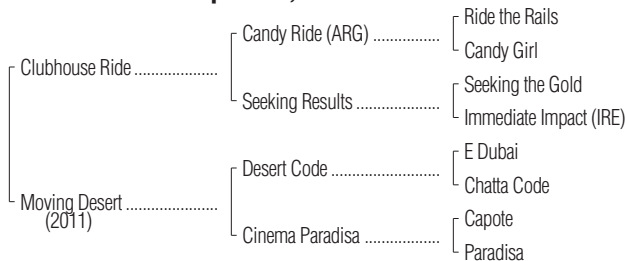 Ride the Rails
Candy Ride (ARG) ................
Candy Girl
Clubhouse Ride ....................
Seeking the Gold
Seeking Results ....................
Immediate Impact (IRE)
E Dubai
Desert Code ..........................
Chatta Code
Moving Desert ......................
(2011)
Capote
Cinema Paradisa ..................
Paradisa